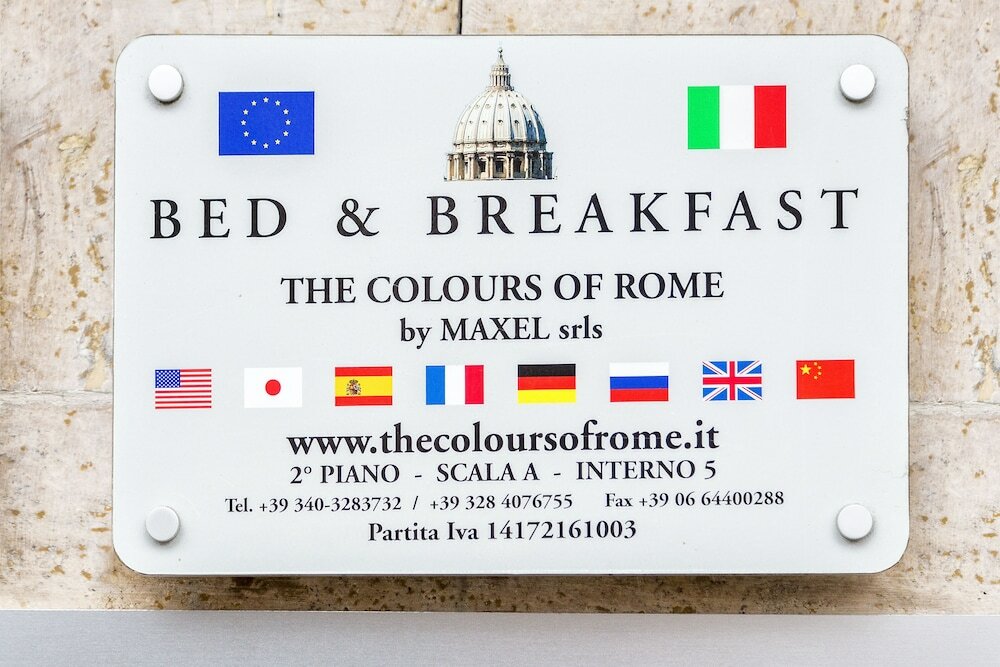 BED & BREAKFAST
THE COLOURS OF ROME
by MAXEL srls
www.thecoloursofrome.it
2° PIANO - SCALA A - INTERNO 5
Tel. +39 340-3283732 / +39 328 4076755 Fax +39 06 64400288
Partita Iva 14172161003